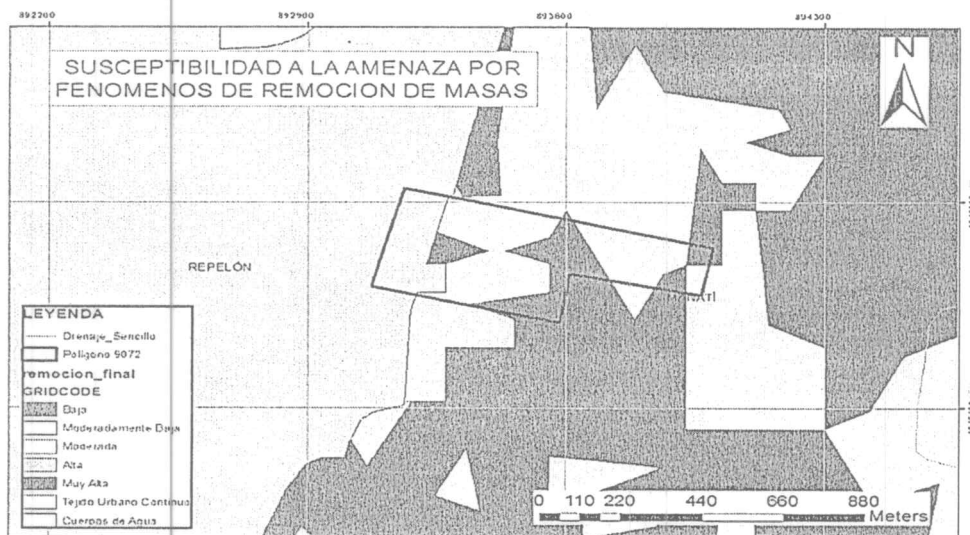 892200 892900 893600 894300
SUSCEPTIBILIDAD A LA AMENAZA POR
FENOMENOS DE REMOCION DE MASAS
N
REPELÓN
LEYENDA
Drenaje_Sencillo
Poligono 9072
remocion_final
GRIDCODE
Baja
Moderadamente Baja
Moderada
Alta
Muy Alta
Tejido Urbano Continuo
Cuerpos de Agua
0 110 220 440 660 880
Meters